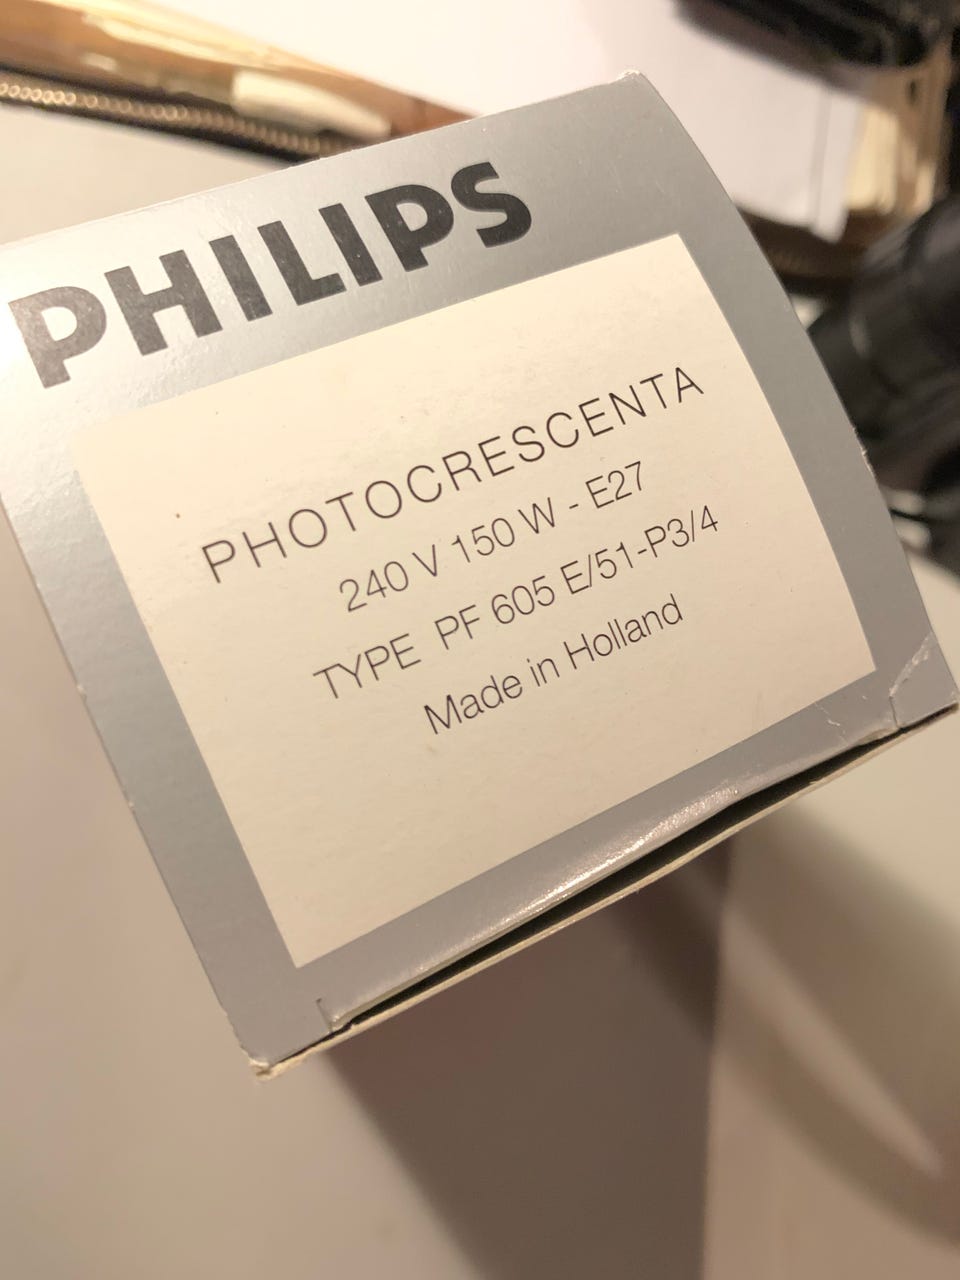 PHILIPS
PHOTOCRESCENTA
240 V 150 W - E27
TYPE PF 605 E/51-P3/4
Made in Holland